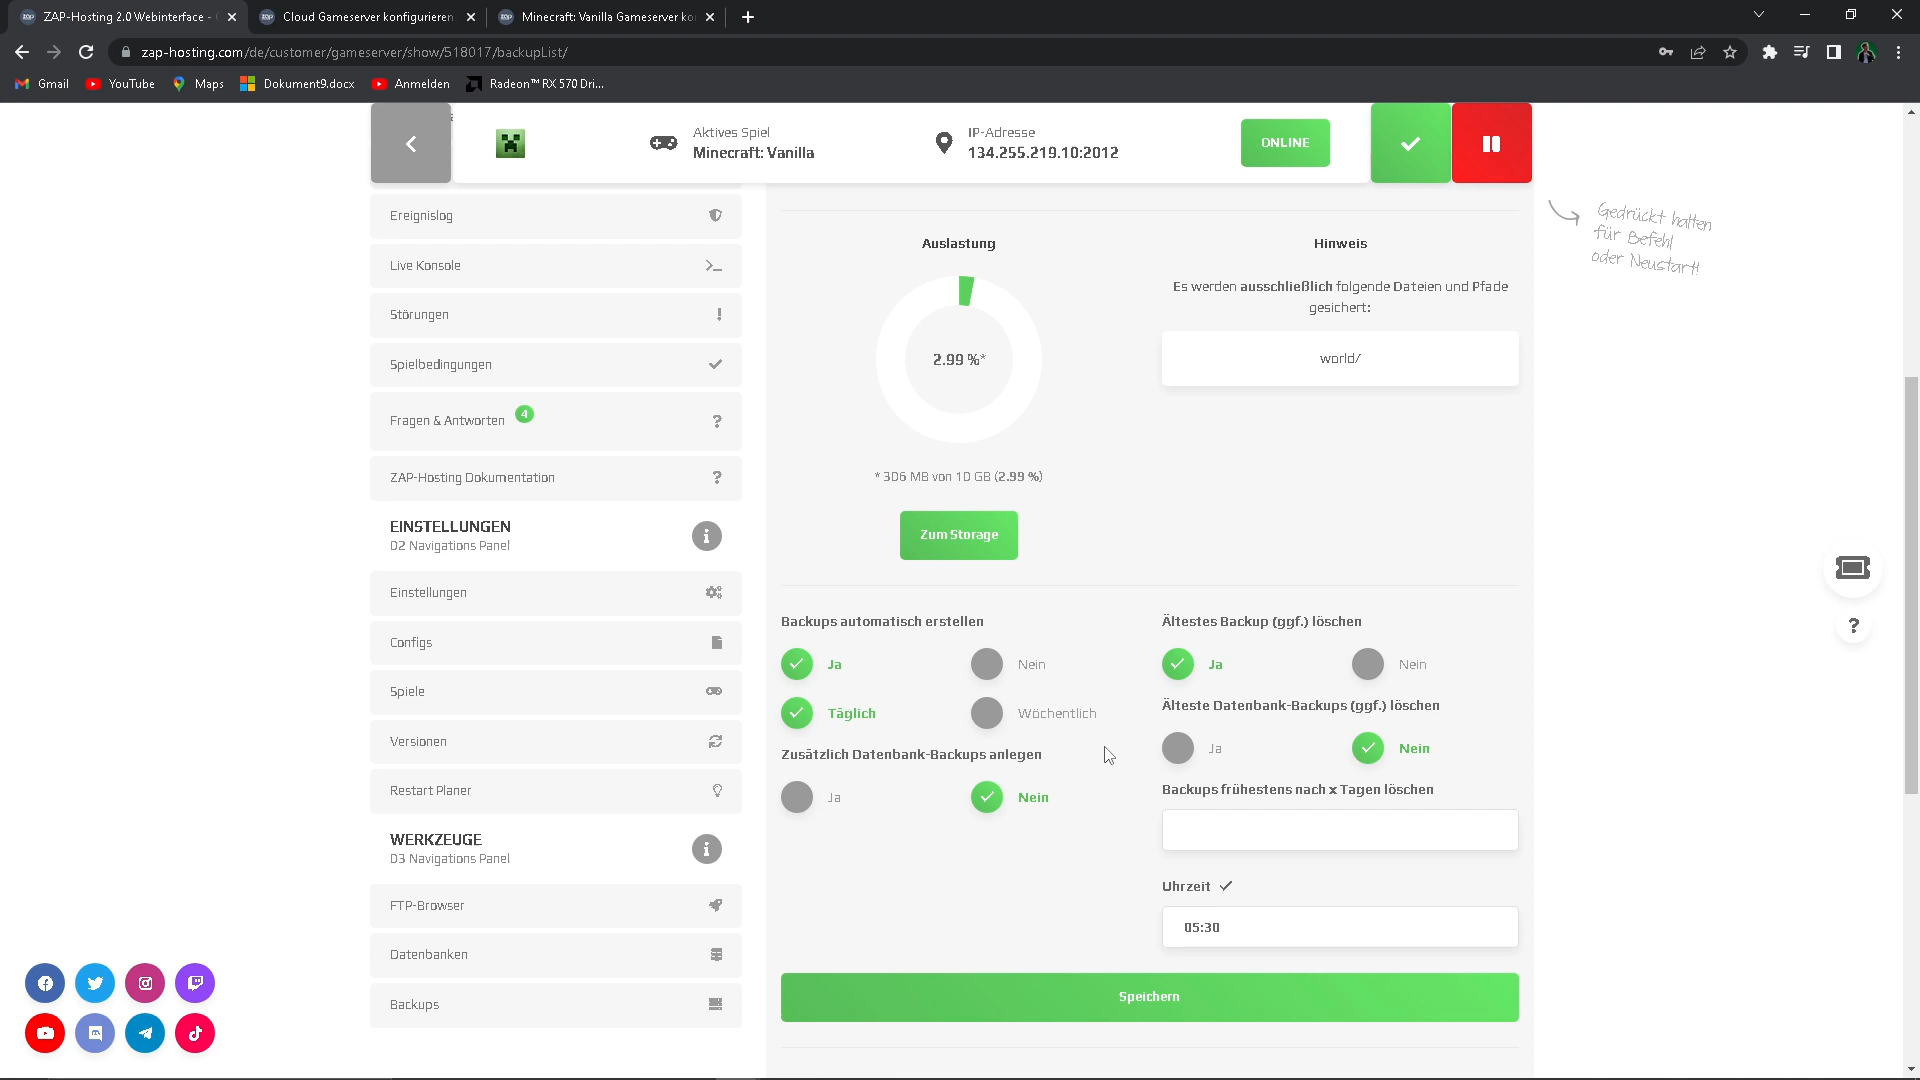 ZAP-Hosting 2.0 Webinterface -
Cloud Gameserver konfigurieren
Minecraft: Vanilla Gameserver ko
zap-hosting.com/de/customer/gameserver/show/518017/backupList/
Gmail
YouTube
Maps
Dokument9.docx
Anmelden
Radeon™ RX 570 Dri...
Aktives Spiel
Minecraft: Vanilla
IP-Adresse
134.255.219.10:2012
ONLINE
Gedrückt halten
für Befehl
oder Neustart!
Ereignislog
Live Konsole
Störungen
Spielbedingungen
Fragen & Antworten 4
ZAP-Hosting Dokumentation
EINSTELLUNGEN
02 Navigations Panel
Einstellungen
Configs
Spiele
Versionen
Restart Planer
WERKZEUGE
03 Navigations Panel
FTP-Browser
Datenbanken
Backups
Auslastung
2.99 %*
* 306 MB von 10 GB (2.99 %)
Zum Storage
Hinweis
Es werden ausschließlich folgende Dateien und Pfade
gesichert:
world/
Backups automatisch erstellen
Ja
Nein
Täglich
Wöchentlich
Zusätzlich Datenbank-Backups anlegen
Ja
Nein
Ältestes Backup (ggf.) löschen
Ja
Nein
Älteste Datenbank-Backups (ggf.) löschen
Ja
Nein
Backups frühestens nach x Tagen löschen
Uhrzeit
05:30
Speichern